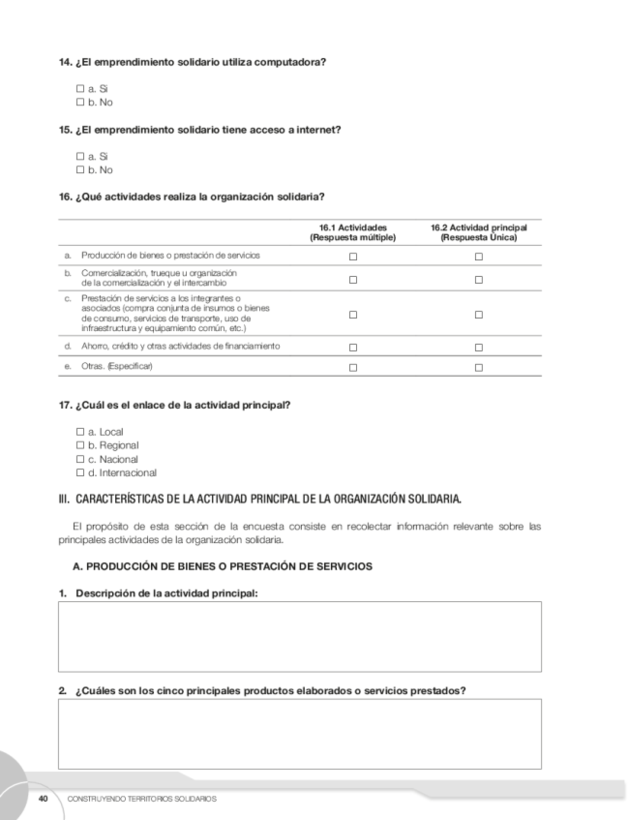 14. ¿El emprendimiento solidario utiliza computadora?
☐ a. Si
☐ b. No
15. ¿El emprendimiento solidario tiene acceso a internet?
☐ a. Si
☐ b. No
16. ¿Qué actividades realiza la organización solidaria?
16.1 Actividades 16.2 Actividad principal
(Respuesta múltiple) (Respuesta Única)
a. Producción de bienes o prestación de servicios ☐ ☐
b. Comercialización, trueque u organización
de la comercialización y el intercambio ☐ ☐
c. Prestación de servicios a los integrantes o
asociados (compra conjunta de insumos o bienes
de consumo, servicios de transporte, uso de
infraestructura y equipamiento común, etc.) ☐ ☐
d. Ahorro, crédito y otras actividades de financiamiento ☐ ☐
e. Otras. (Especificar) ☐ ☐
17. ¿Cuál es el enlace de la actividad principal?
☐ a. Local
☐ b. Regional
☐ c. Nacional
☐ d. Internacional
III. CARACTERÍSTICAS DE LA ACTIVIDAD PRINCIPAL DE LA ORGANIZACIÓN SOLIDARIA.
El propósito de esta sección de la encuesta consiste en recolectar información relevante sobre las
principales actividades de la organización solidaria.
A. PRODUCCIÓN DE BIENES O PRESTACIÓN DE SERVICIOS
1. Descripción de la actividad principal:
2. ¿Cuáles son los cinco principales productos elaborados o servicios prestados?
40 CONSTRUYENDO TERRITORIOS SOLIDARIOS